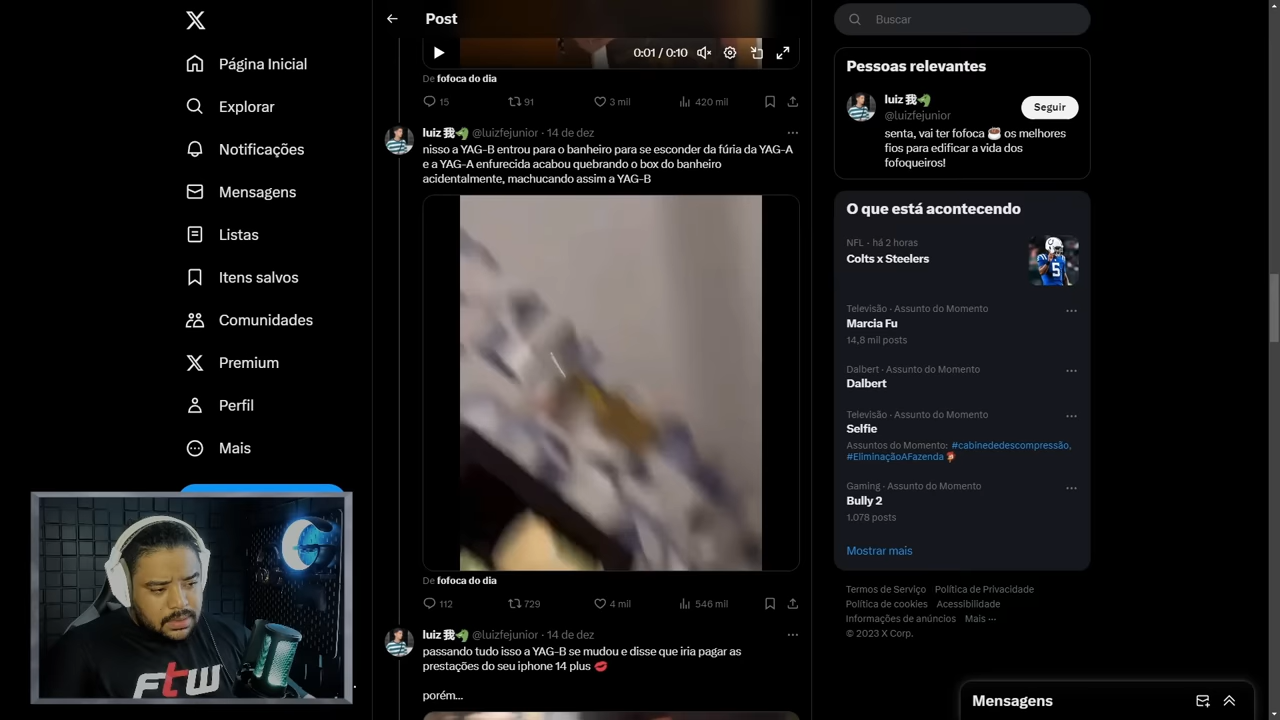 Página Inicial
Explorar
Notificações
Mensagens
Listas
Itens salvos
Comunidades
Premium
Perfil
Mais
FTW
Post
0:01 / 0:10
De fofoca do dia
15 91 3 mil 420 mil
luiz 我 @luizfejunior · 14 de dez
nisso a YAG-B entrou para o banheiro para se esconder da fúria da YAG-A
e a YAG-A enfurecida acabou quebrando o box do banheiro
acidentalmente, machucando assim a YAG-B
De fofoca do dia
112 729 4 mil 546 mil
luiz 我 @luizfejunior · 14 de dez
passando tudo isso a YAG-B se mudou e disse que iria pagar as
prestações do seu iphone 14 plus 💋
porém...
Buscar
Pessoas relevantes
luiz 我
@luizfejunior
Seguir
senta, vai ter fofoca ☕ os melhores
fios para edificar a vida dos
fofoqueiros!
O que está acontecendo
NFL · há 2 horas
Colts x Steelers
Televisão · Assunto do Momento
Marcia Fu
14,8 mil posts
Dalbert · Assunto do Momento
Dalbert
Televisão · Assunto do Momento
Selfie
Assuntos do Momento: #cabinededescompressão,
#EliminaçãoAFazenda
Gaming · Assunto do Momento
Bully 2
1.078 posts
Mostrar mais
Termos de Serviço Política de Privacidade
Política de cookies Acessibilidade
Informações de anúncios Mais ···
© 2023 X Corp.
Mensagens